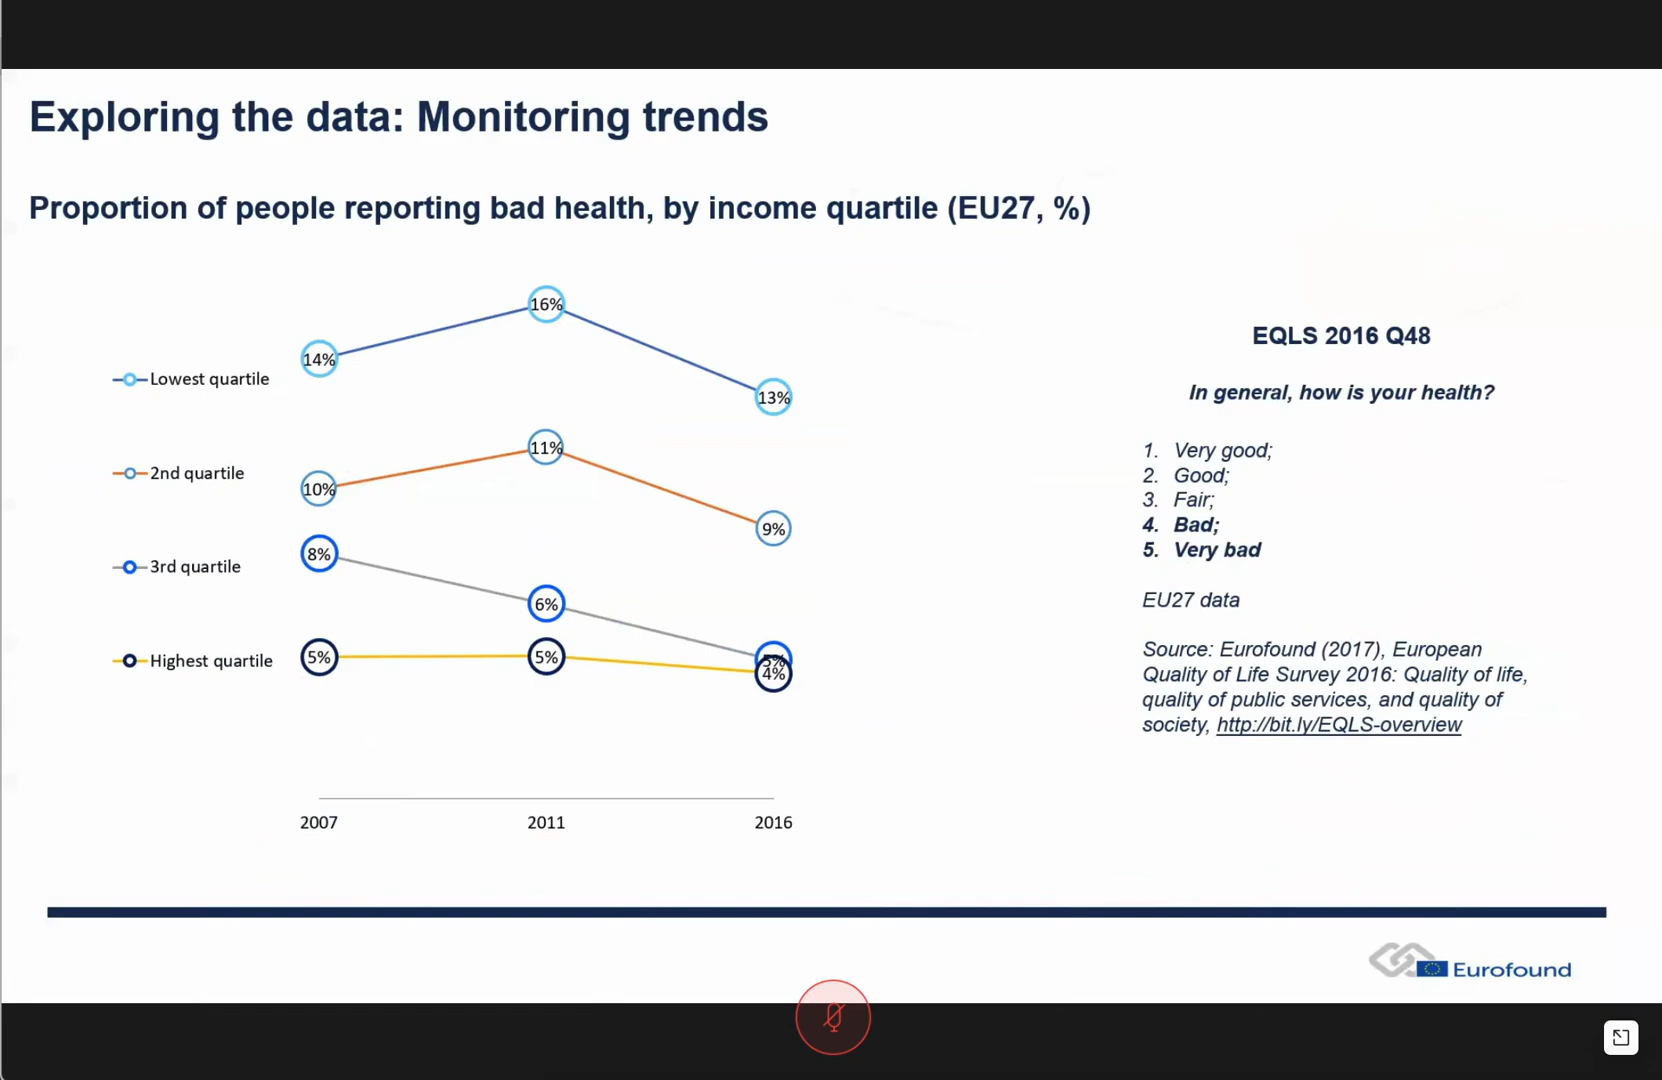 Exploring the data: Monitoring trends
Proportion of people reporting bad health, by income quartile (EU27, %)
Lowest quartile
2nd quartile
3rd quartile
Highest quartile
14%
16%
13%
10%
11%
9%
8%
6%
5%
5%
5%
4%
2007
2011
2016
EQLS 2016 Q48
In general, how is your health?
1. Very good;
2. Good;
3. Fair;
4. Bad;
5. Very bad
EU27 data
Source: Eurofound (2017), European
Quality of Life Survey 2016: Quality of life,
quality of public services, and quality of
society, http://bit.ly/EQLS-overview
Eurofound